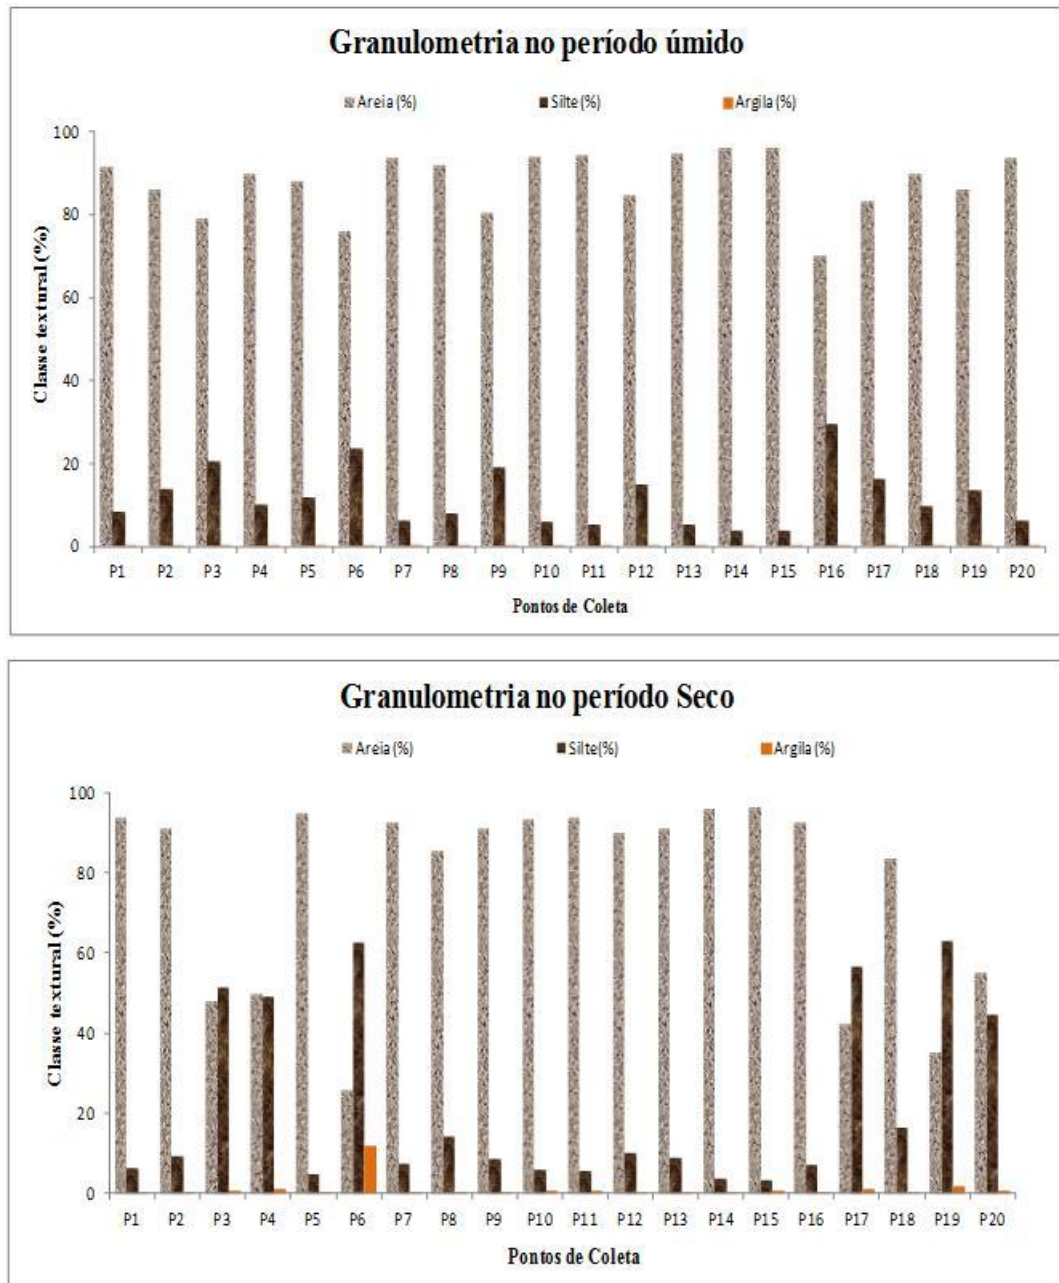 Granulometria no período úmido
Areia (%) Silte (%) Argila (%)
100
80
60
40
20
0
Classe textural (%)
P1 P2 P3 P4 P5 P6 P7 P8 P9 P10 P11 P12 P13 P14 P15 P16 P17 P18 P19 P20
Pontos de Coleta
Granulometria no período Seco
Areia (%) Silte(%) Argila (%)
100
80
60
40
20
0
Classe textural (%)
P1 P2 P3 P4 P5 P6 P7 P8 P9 P10 P11 P12 P13 P14 P15 P16 P17 P18 P19 P20
Pontos de Coleta